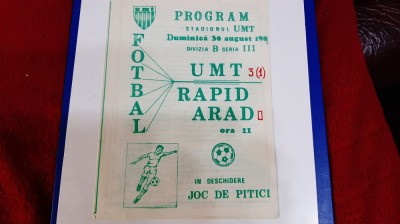 PROGRAM
STADIONUL UMT
Duminică 30 august 198
DIVIZIA B SERIA III
FOTBAL
UMT 3(1)
RAPID
ARAD 0
ora 11
IN DESCHIDERE
JOC DE PITICI